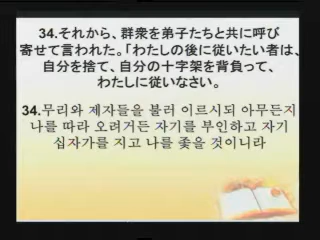 34.それから、群衆を弟子たちと共に呼び
寄せて言われた。「わたしの後に従いたい者は、
自分を捨て、自分の十字架を背負って、
わたしに従いなさい。
34.무리와 제자들을 불러 이르시되 아무든지
나를 따라 오려거든 자기를 부인하고 자기
십자가를 지고 나를 좇을 것이니라